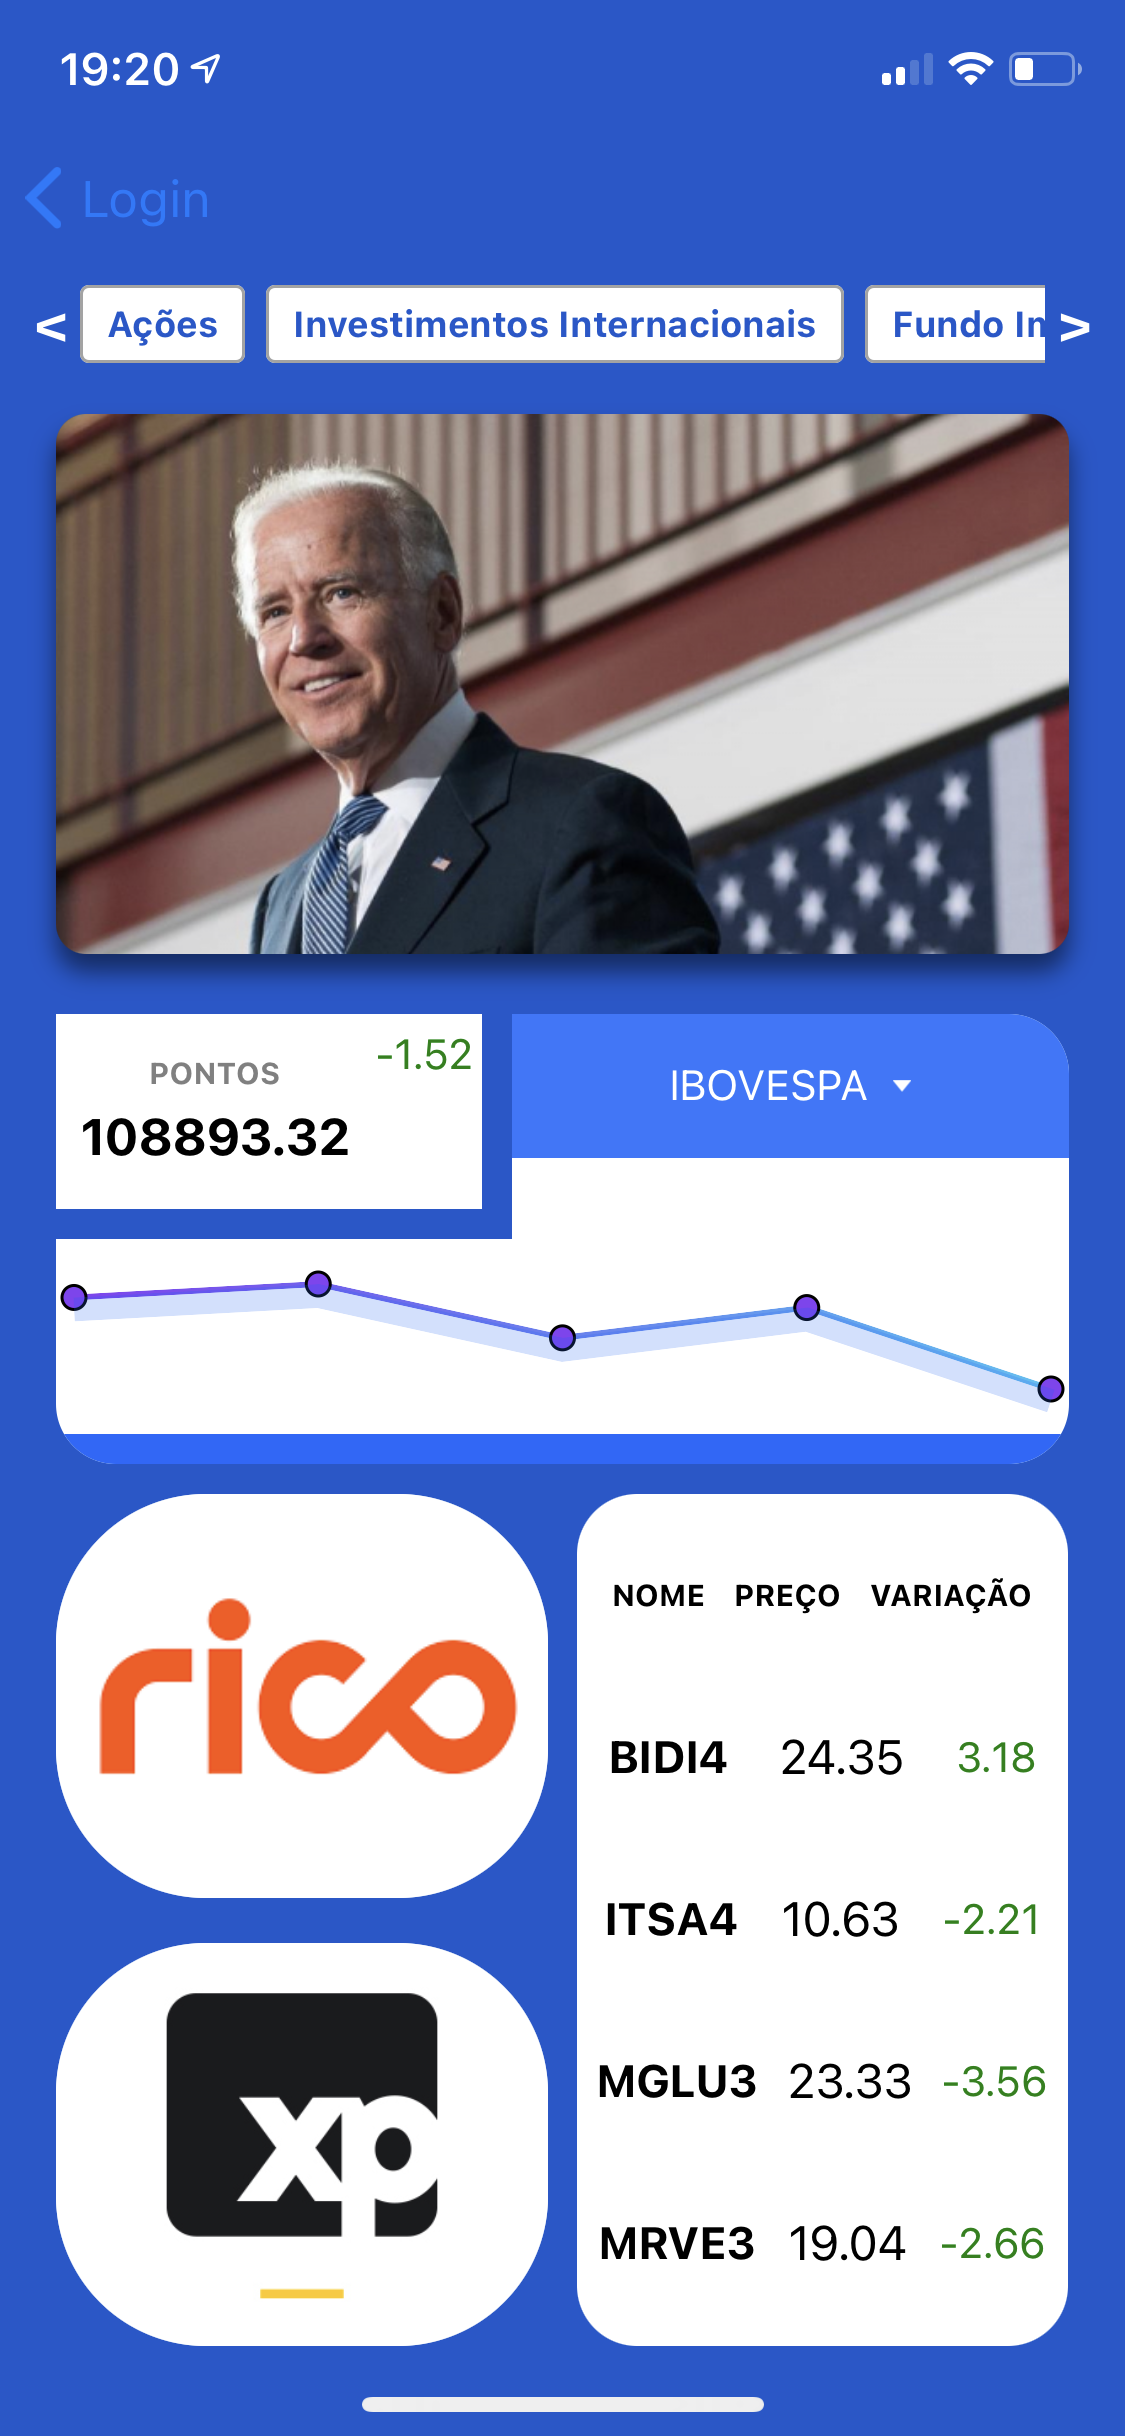 19:20
Login
< Ações Investimentos Internacionais Fundo Im >
PONTOS
-1.52
108893.32
IBOVESPA
rico
xp
NOME PREÇO VARIAÇÃO
BIDI4 24.35 3.18
ITSA4 10.63 -2.21
MGLU3 23.33 -3.56
MRVE3 19.04 -2.66